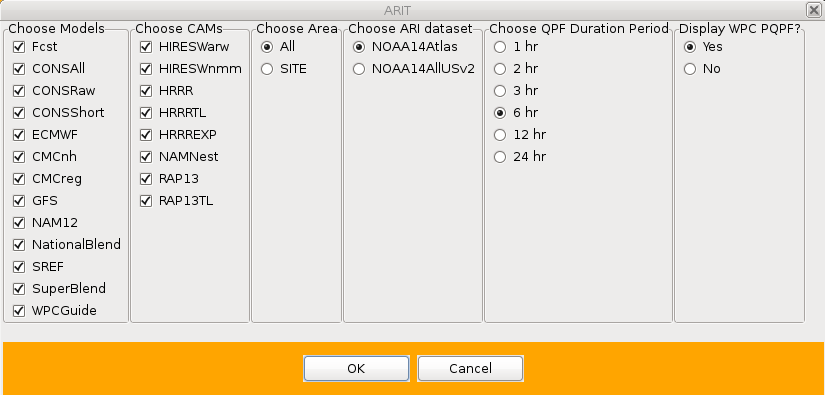 ARIT
Choose Models
Fcst
CONSAll
CONSRaw
CONSShort
ECMWF
CMCnh
CMCreg
GFS
NAM12
NationalBlend
SREF
SuperBlend
WPCGuide
Choose CAMs
HIRESWarw
HIRESWnmm
HRRR
HRRRTL
HRRREXP
NAMNest
RAP13
RAP13TL
Choose Area
All
SITE
Choose ARI dataset
NOAA14Atlas
NOAA14AllUSv2
Choose QPF Duration Period
1 hr
2 hr
3 hr
6 hr
12 hr
24 hr
Display WPC PQPF?
Yes
No
OK
Cancel